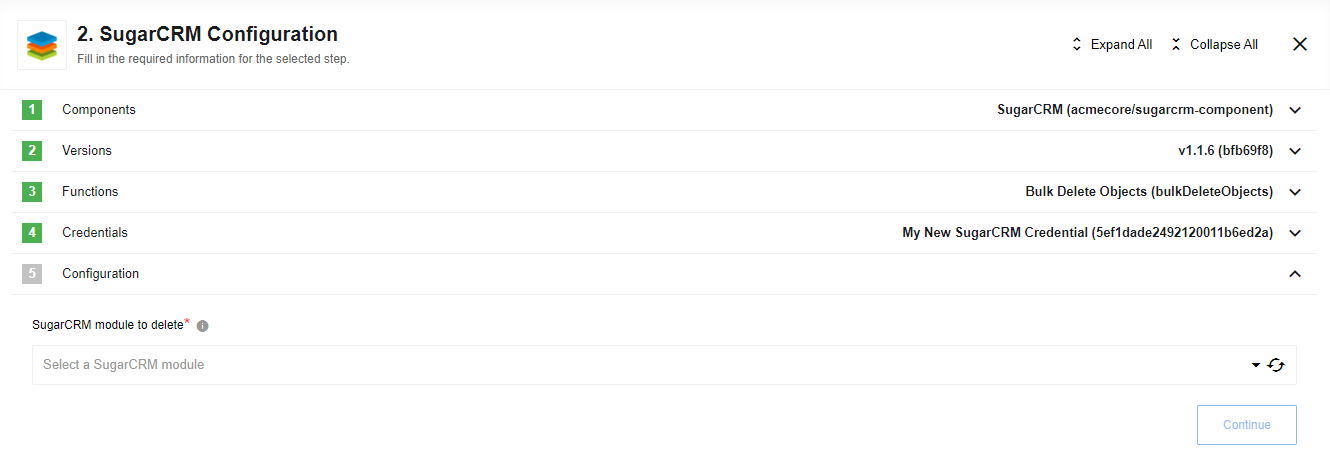 2. SugarCRM Configuration
Fill in the required information for the selected step.
Expand All
Collapse All
1 Components SugarCRM (acmecore/sugarcrm-component)
2 Versions v1.1.6 (bfb69f8)
3 Functions Bulk Delete Objects (bulkDeleteObjects)
4 Credentials My New SugarCRM Credential (5ef1dade2492120011b6ed2a)
5 Configuration
SugarCRM module to delete*
Select a SugarCRM module
Continue